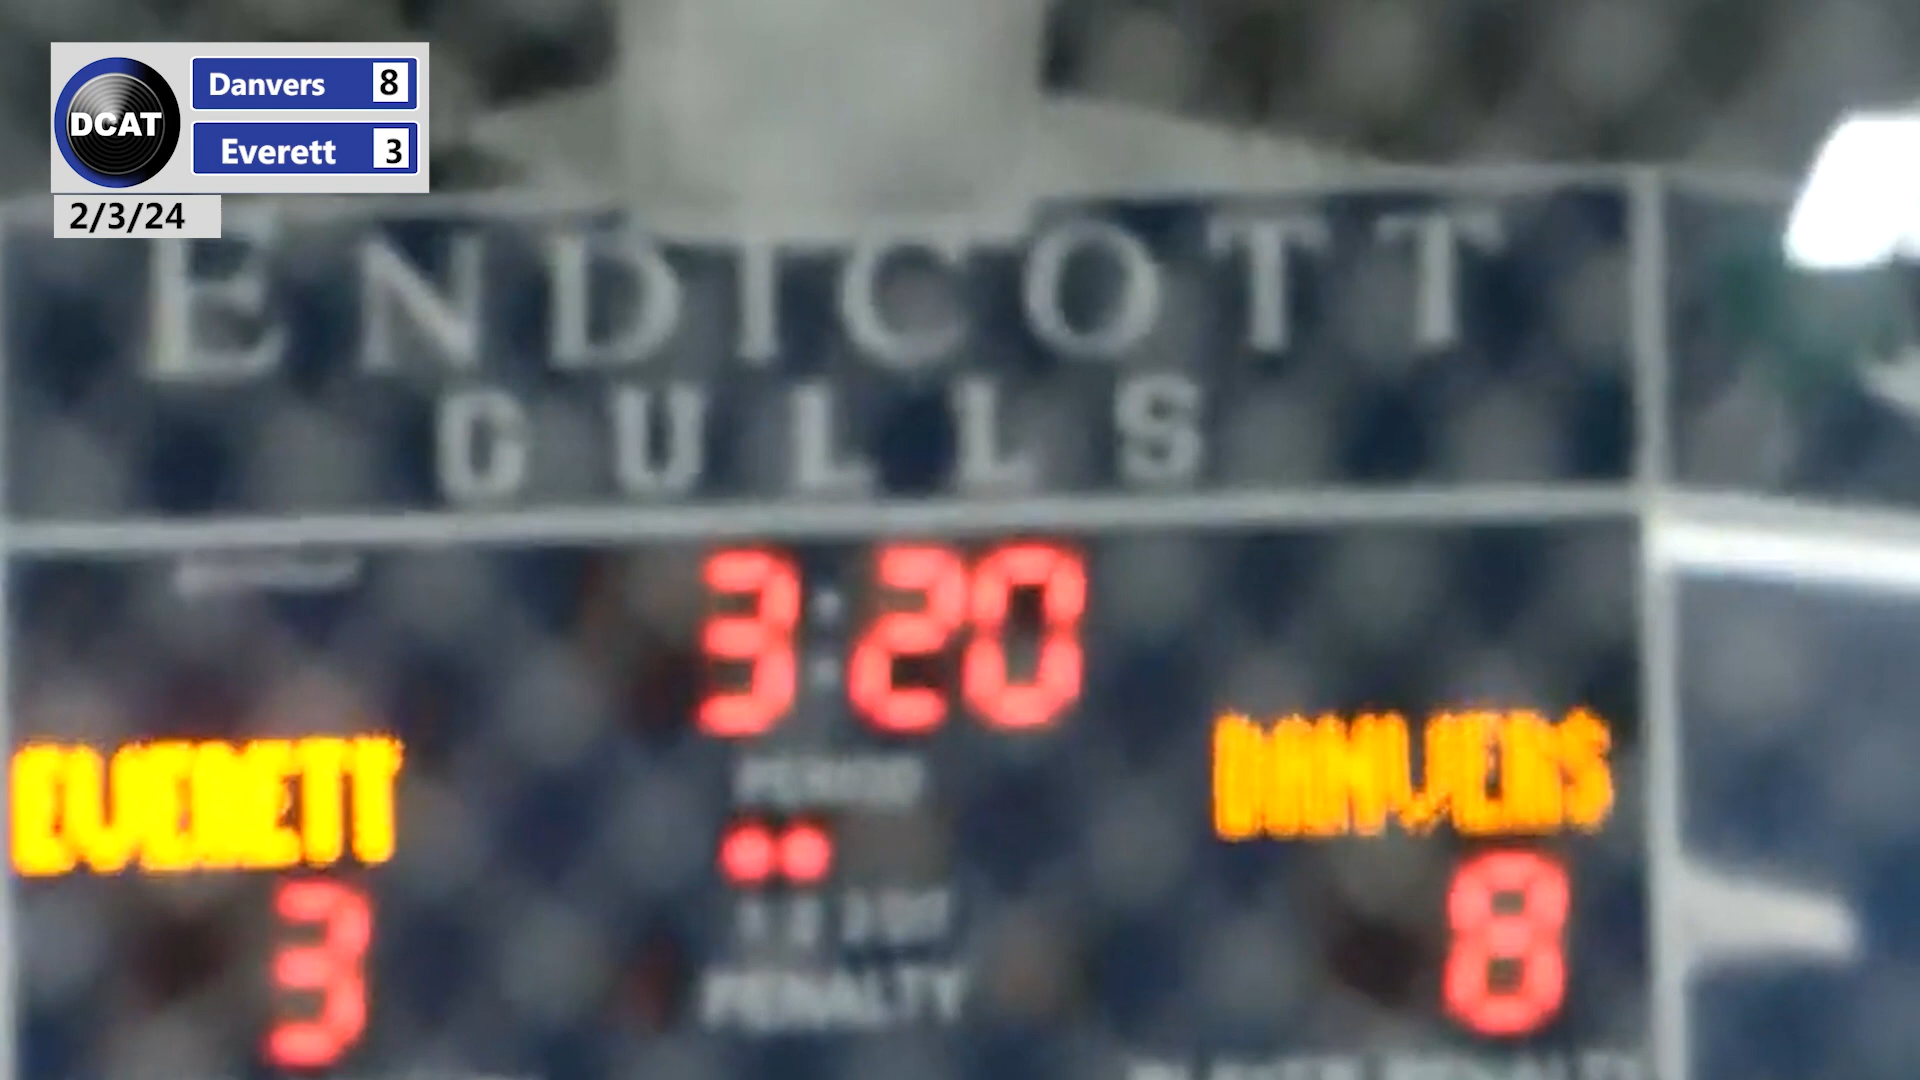 Danvers 8
DCAT
Everett 3
2/3/24
ENDICOTT
GULLS
3:20
EVERETT
DANVERS
PERIOD
3
8
PENALTY